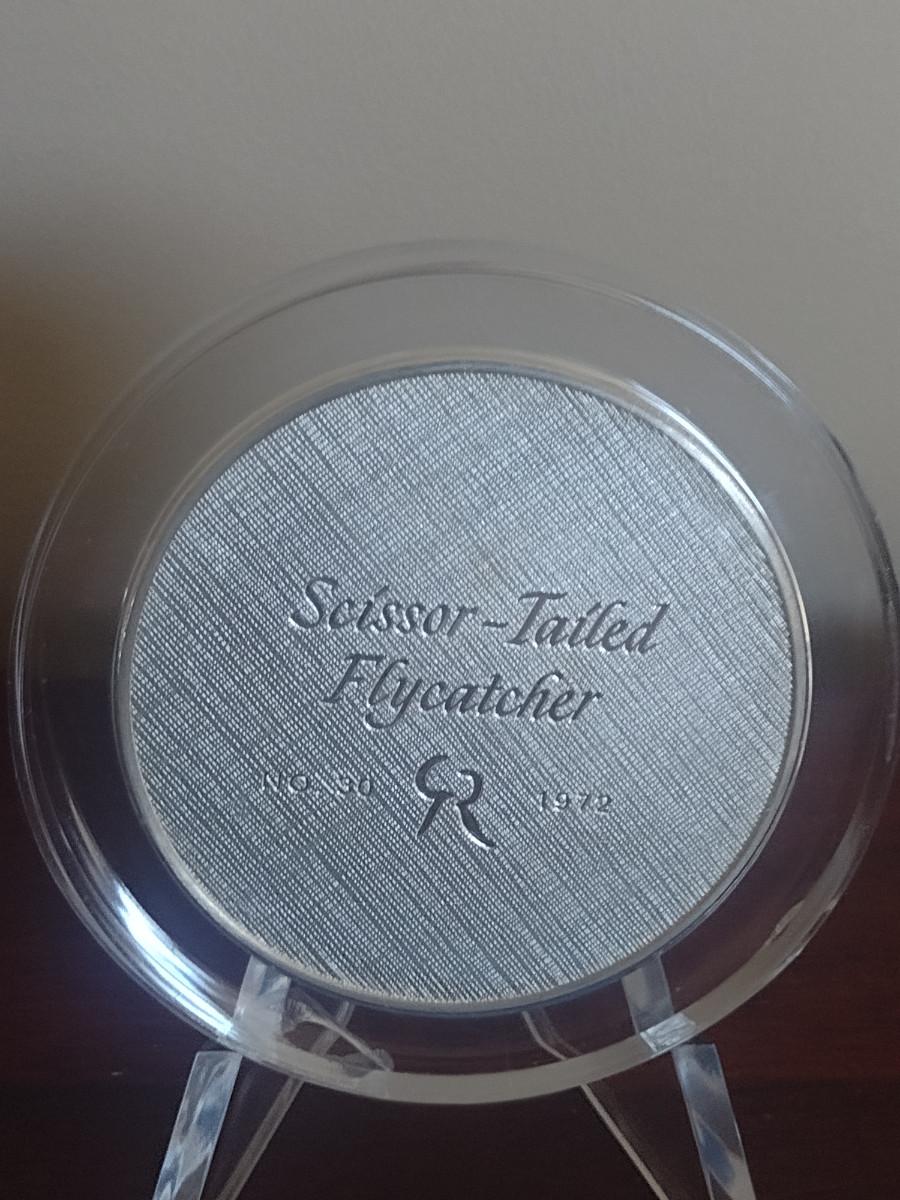 Scissor-Tailed
Flycatcher
NO. 30 CR 1972